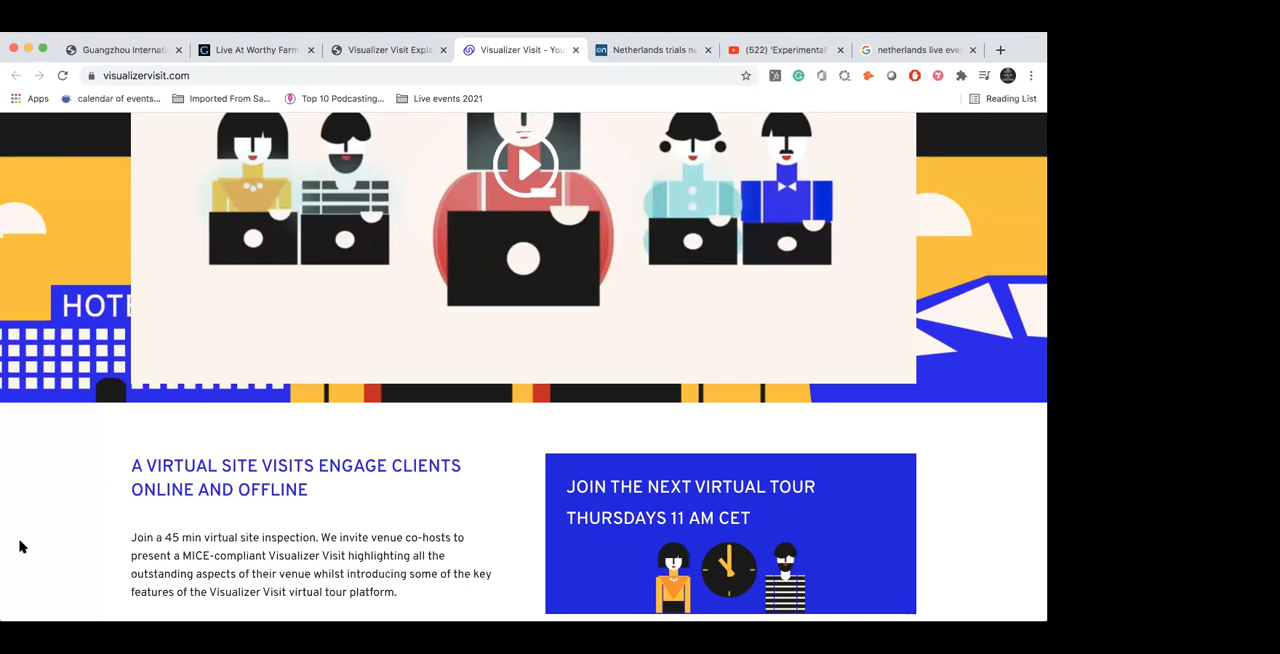 Guangzhou Internati
Live At Worthy Farm
Visualizer Visit Expla
Visualizer Visit - You
Netherlands trials ne
(522) 'Experimental'
netherlands live eve
visualizervisit.com
Apps
calendar of events...
Imported From Sa...
Top 10 Podcasting...
Live events 2021
Reading List
HOTE
A VIRTUAL SITE VISITS ENGAGE CLIENTS
ONLINE AND OFFLINE
Join a 45 min virtual site inspection. We invite venue co-hosts to
present a MICE-compliant Visualizer Visit highlighting all the
outstanding aspects of their venue whilst introducing some of the key
features of the Visualizer Visit virtual tour platform.
JOIN THE NEXT VIRTUAL TOUR
THURSDAYS 11 AM CET